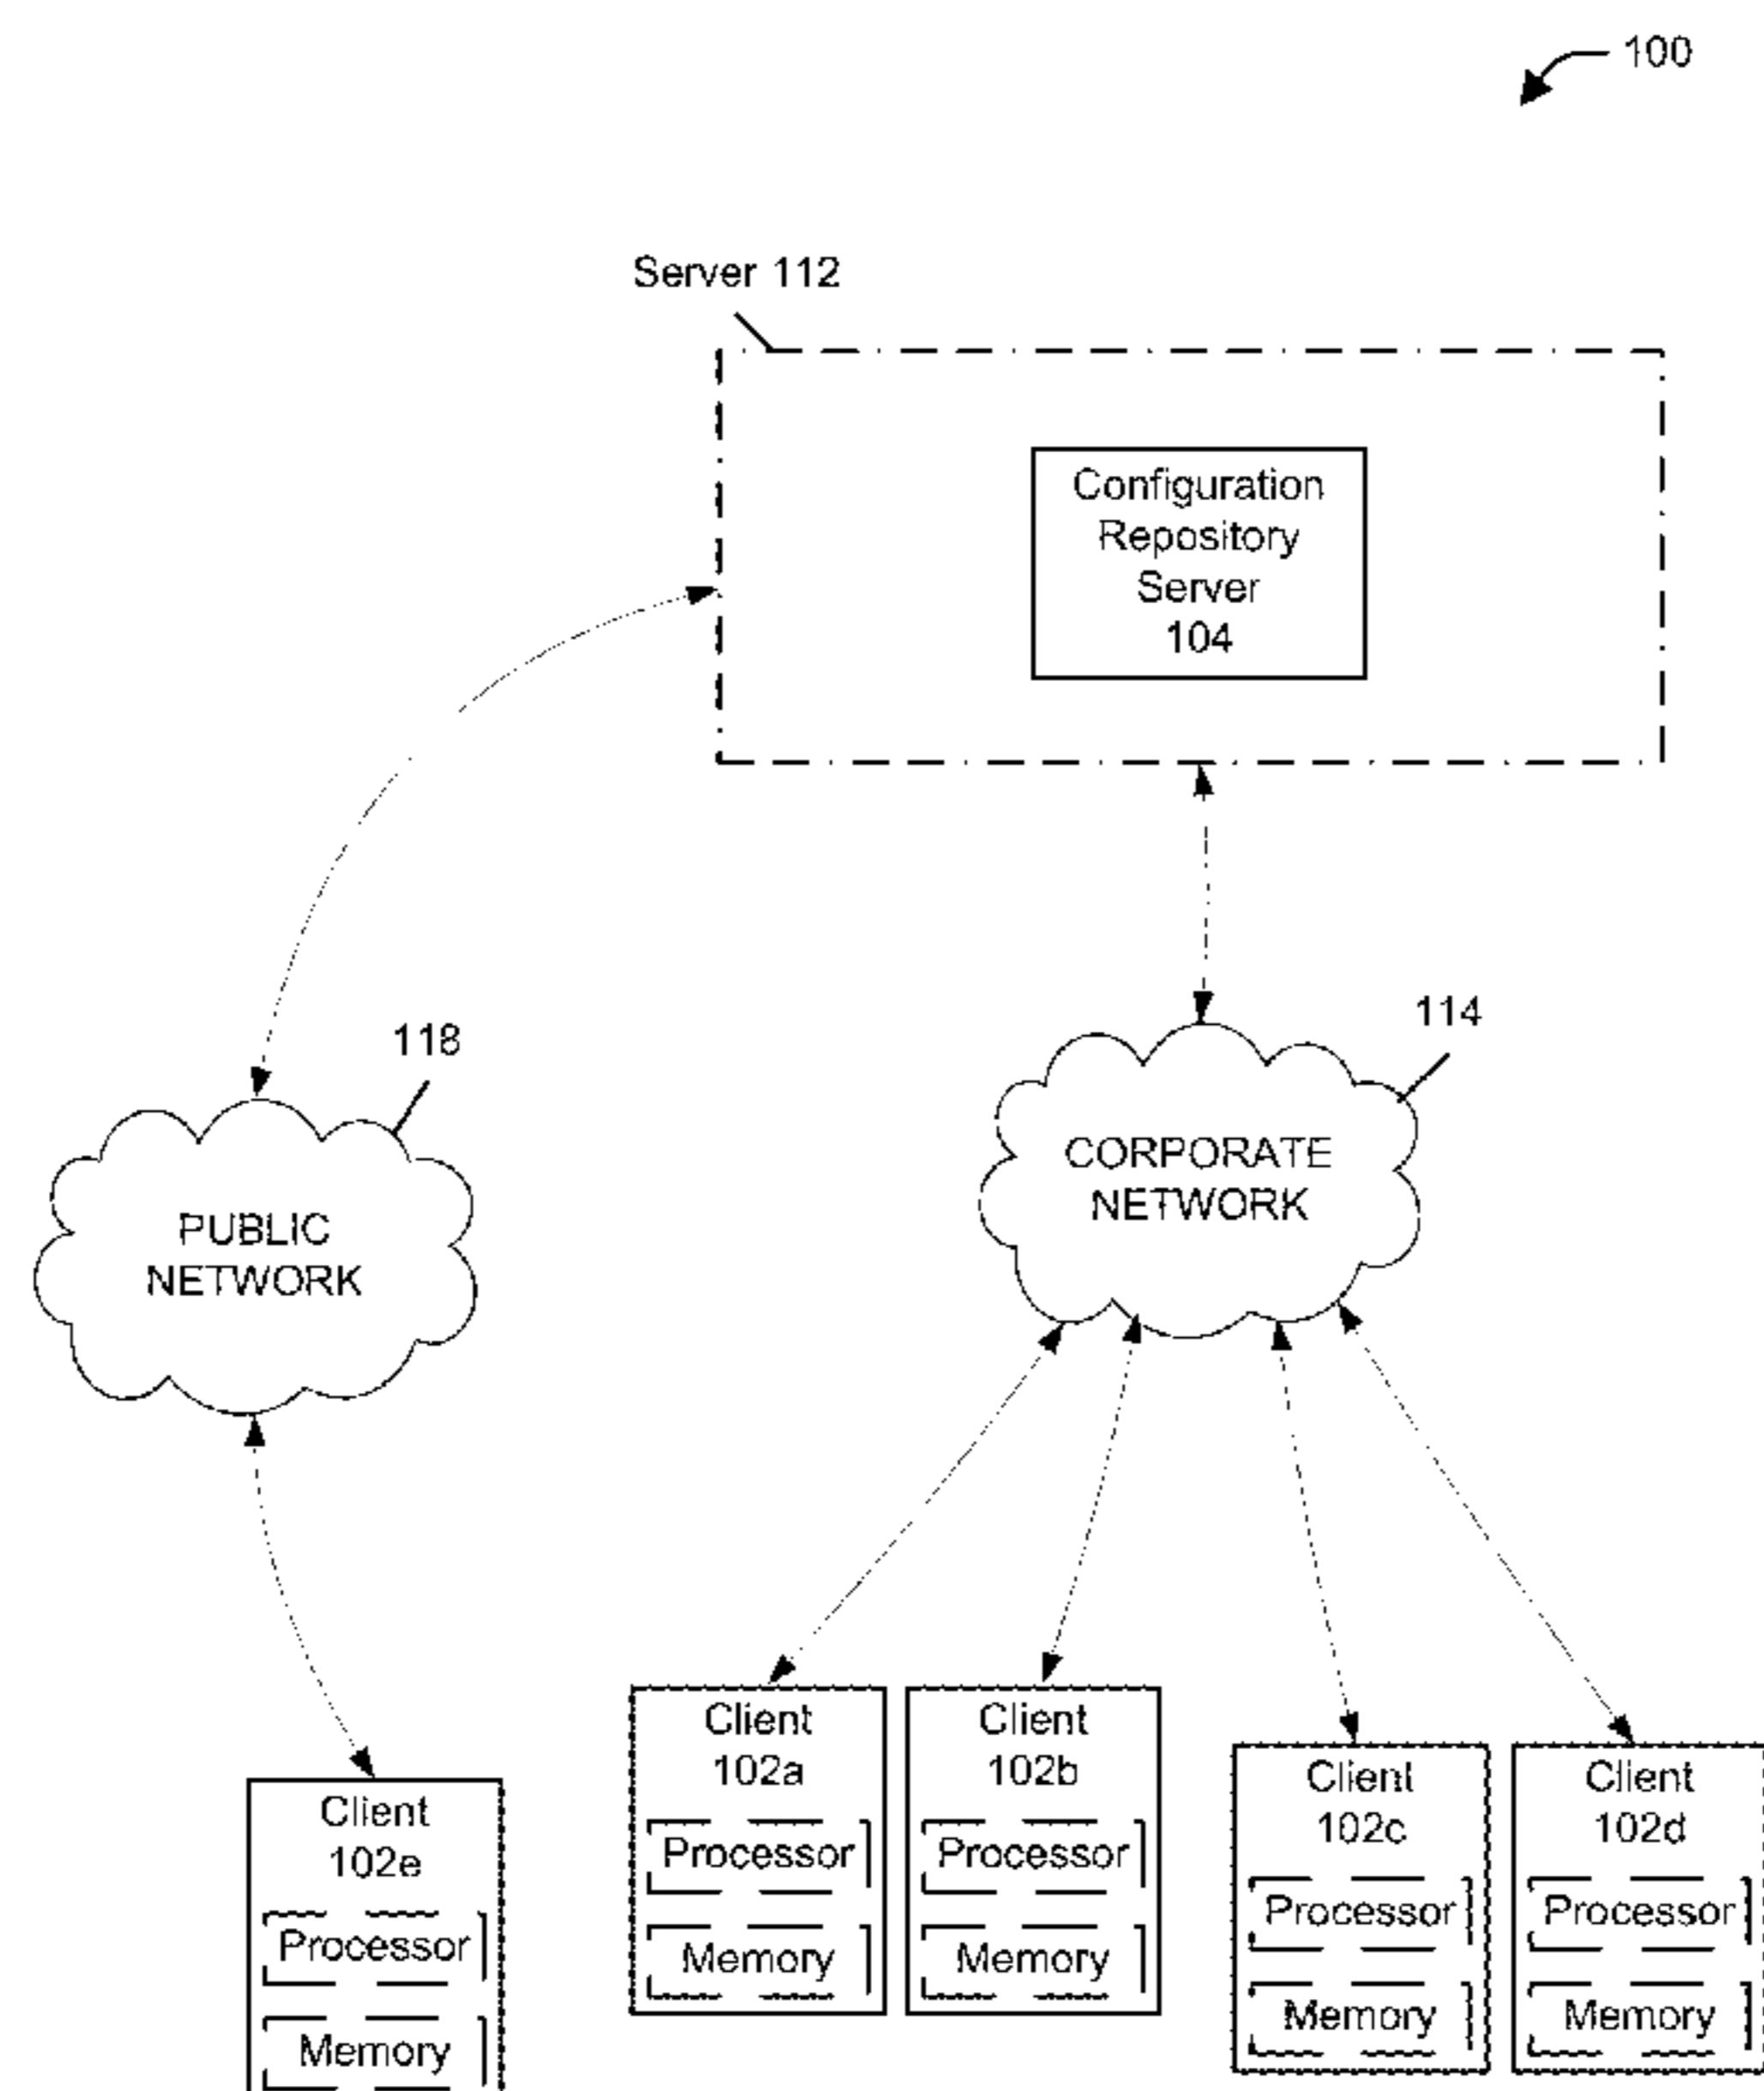 100
Server 112
Configuration
Repository
Server
104
118
114
PUBLIC
NETWORK
CORPORATE
NETWORK
Client
102a
Processor
Memory
Client
102b
Processor
Memory
Client
102c
Processor
Memory
Client
102d
Processor
Memory
Client
102e
Processor
Memory